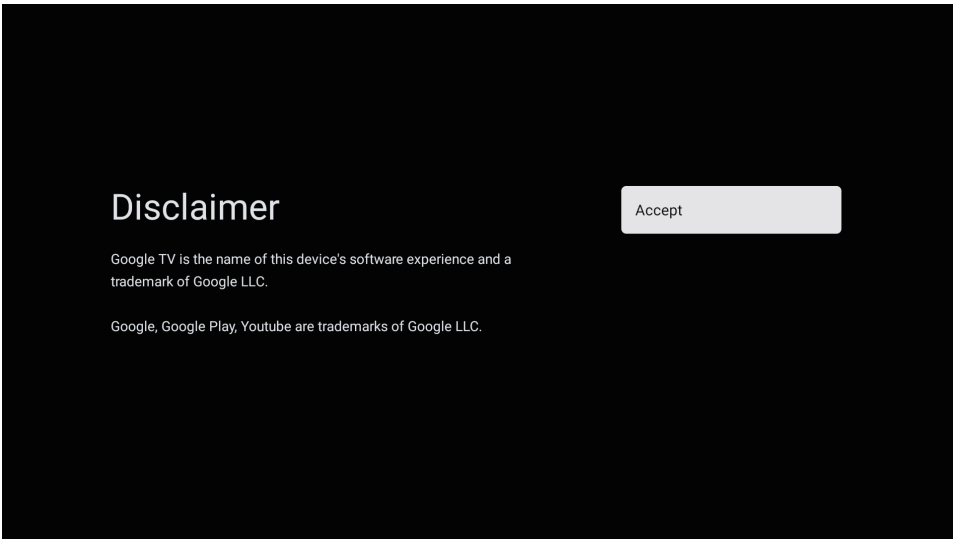 Disclaimer
Accept
Google TV is the name of this device's software experience and a
trademark of Google LLC.
Google, Google Play, Youtube are trademarks of Google LLC.